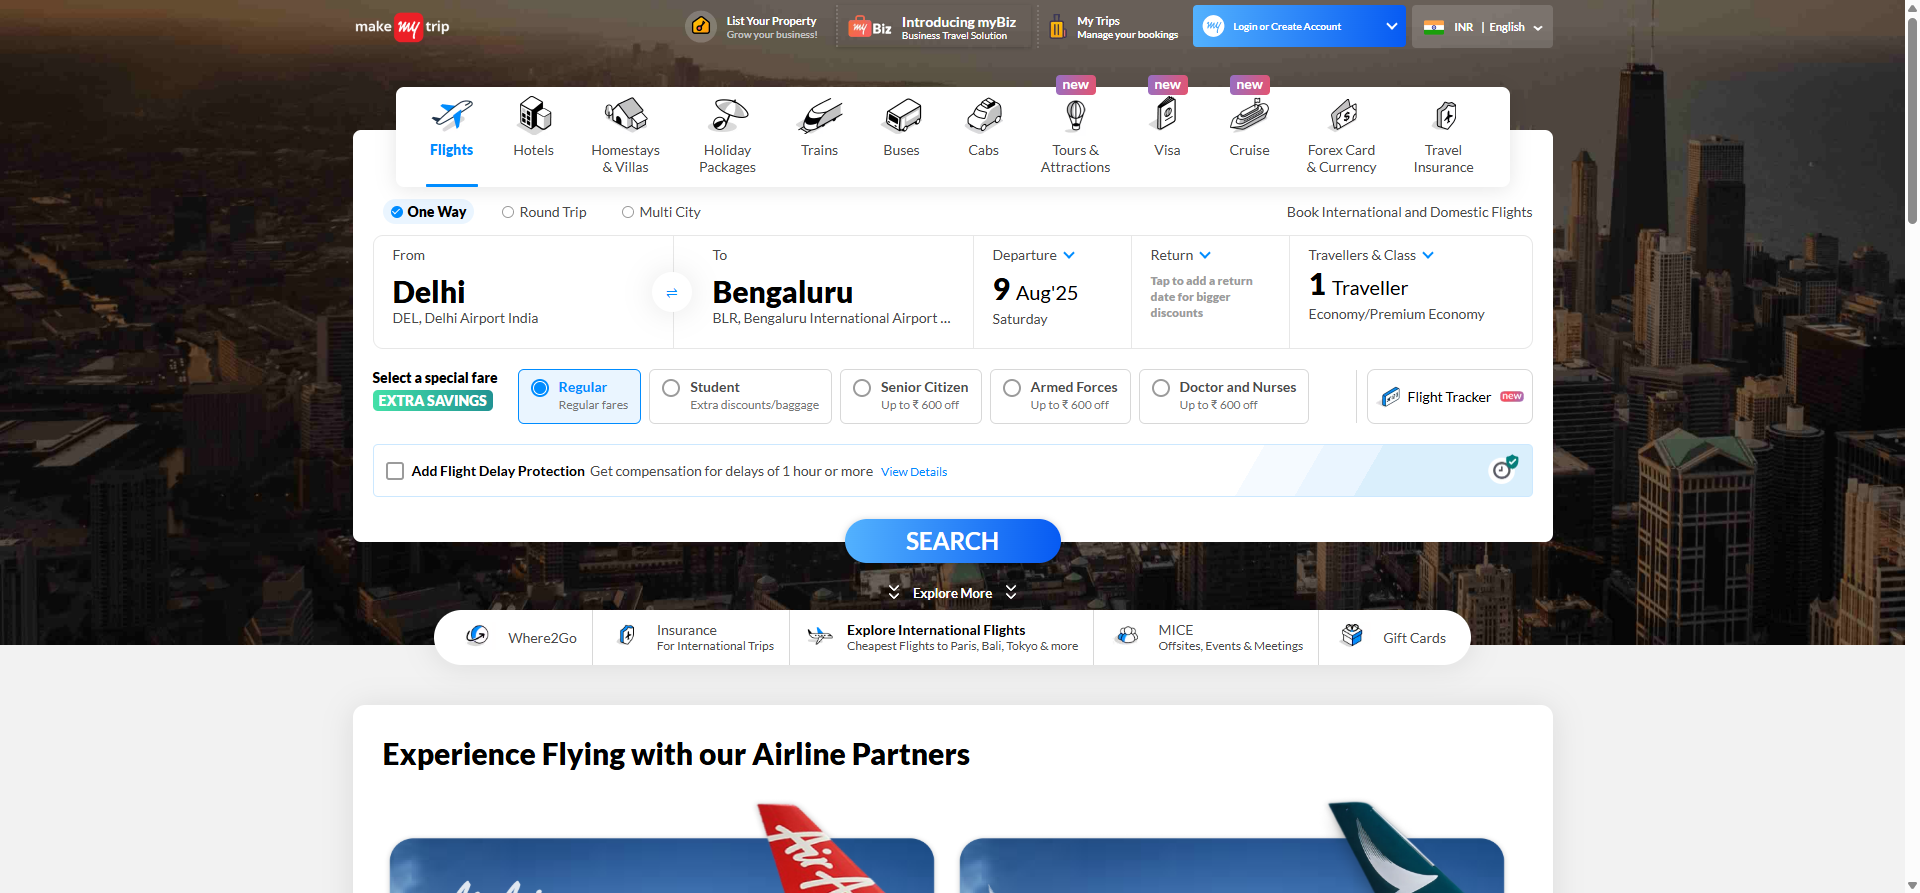 make my trip
List Your Property
Grow your business!
my Biz
Introducing myBiz
Business Travel Solution
My Trips
Manage your bookings
my
Login or Create Account
INR | English
new
new
new
Flights
Hotels
Homestays
& Villas
Holiday
Packages
Trains
Buses
Cabs
Tours &
Attractions
Visa
Cruise
Forex Card
& Currency
Travel
Insurance
One Way
Round Trip
Multi City
Book International and Domestic Flights
From
Delhi
DEL, Delhi Airport India
To
Bengaluru
BLR, Bengaluru International Airport ...
Departure
9 Aug'25
Saturday
Return
Tap to add a return
date for bigger
discounts
Travellers & Class
1 Traveller
Economy/Premium Economy
Select a special fare
EXTRA SAVINGS
Regular
Regular fares
Student
Extra discounts/baggage
Senior Citizen
Up to ₹ 600 off
Armed Forces
Up to ₹ 600 off
Doctor and Nurses
Up to ₹ 600 off
Flight Tracker new
Add Flight Delay Protection Get compensation for delays of 1 hour or more View Details
SEARCH
Explore More
Where2Go
Insurance
For International Trips
Explore International Flights
Cheapest Flights to Paris, Bali, Tokyo & more
MICE
Offsites, Events & Meetings
Gift Cards
Experience Flying with our Airline Partners